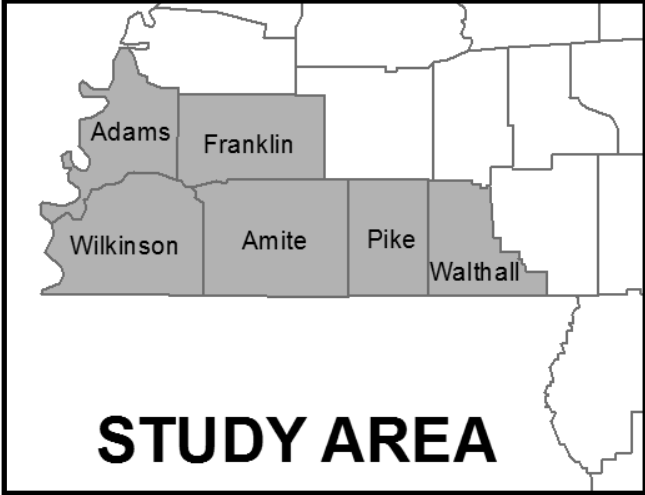 Adams
Franklin
Wilkinson
Amite
Pike
Walthall
STUDY AREA